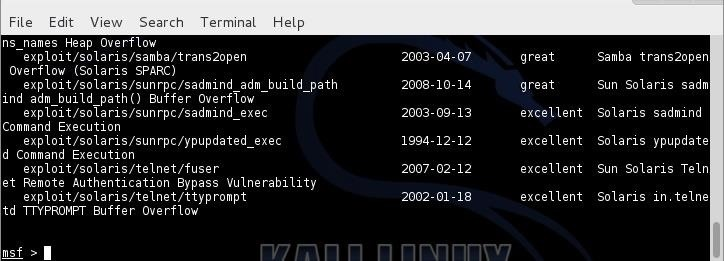 File Edit View Search Terminal Help
ns_names Heap Overflow
exploit/solaris/samba/trans2open 2003-04-07 great Samba trans2open
Overflow (Solaris SPARC)
exploit/solaris/sunrpc/sadmind_adm_build_path 2008-10-14 great Sun Solaris sadm
ind adm_build_path() Buffer Overflow
exploit/solaris/sunrpc/sadmind_exec 2003-09-13 excellent Solaris sadmind
Command Execution
exploit/solaris/sunrpc/ypupdated_exec 1994-12-12 excellent Solaris ypupdate
d Command Execution
exploit/solaris/telnet/fuser 2007-02-12 excellent Sun Solaris Teln
et Remote Authentication Bypass Vulnerability
exploit/solaris/telnet/ttyprompt 2002-01-18 excellent Solaris in.telne
td TTYPROMPT Buffer Overflow
msf >
KALI LINUX